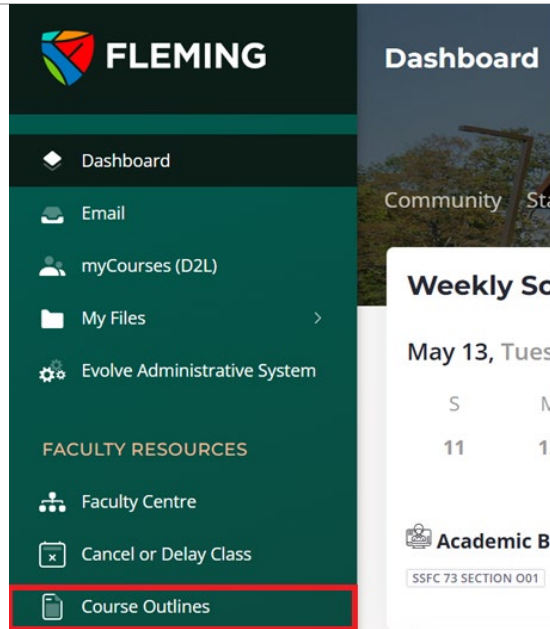 FLEMING
Dashboard
Email
myCourses (D2L)
My Files
Evolve Administrative System
FACULTY RESOURCES
Faculty Centre
Cancel or Delay Class
Course Outlines
Dashboard
Community
Weekly
May 13,
S
11
Academic
SSFC 73 SECTION O01